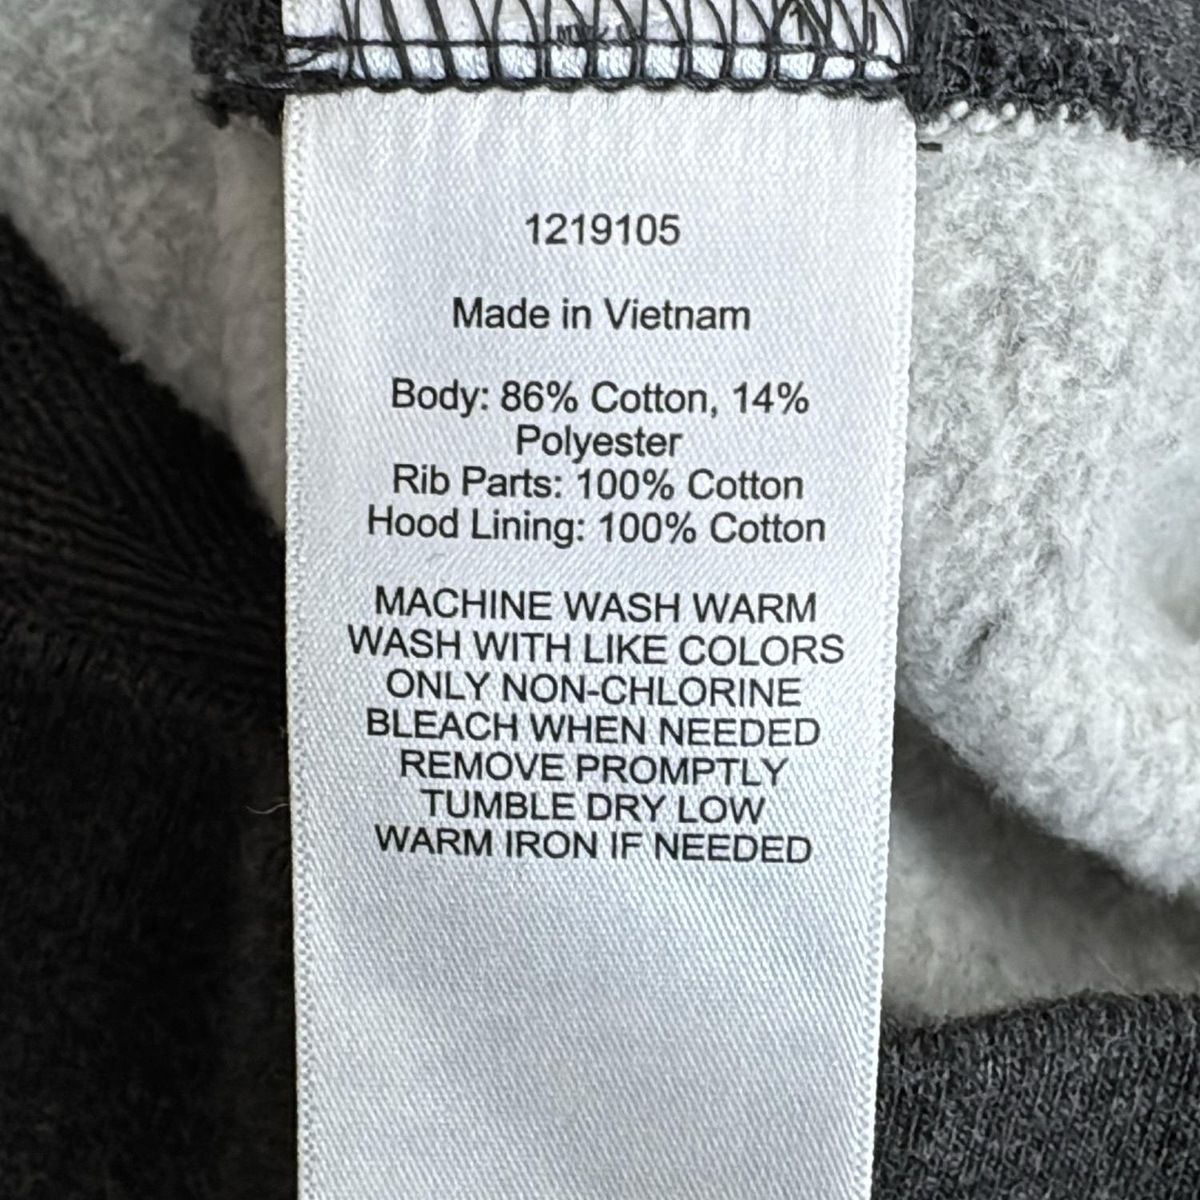 1219105
Made in Vietnam
Body: 86% Cotton, 14%
Polyester
Rib Parts: 100% Cotton
Hood Lining: 100% Cotton
MACHINE WASH WARM
WASH WITH LIKE COLORS
ONLY NON-CHLORINE
BLEACH WHEN NEEDED
REMOVE PROMPTLY
TUMBLE DRY LOW
WARM IRON IF NEEDED